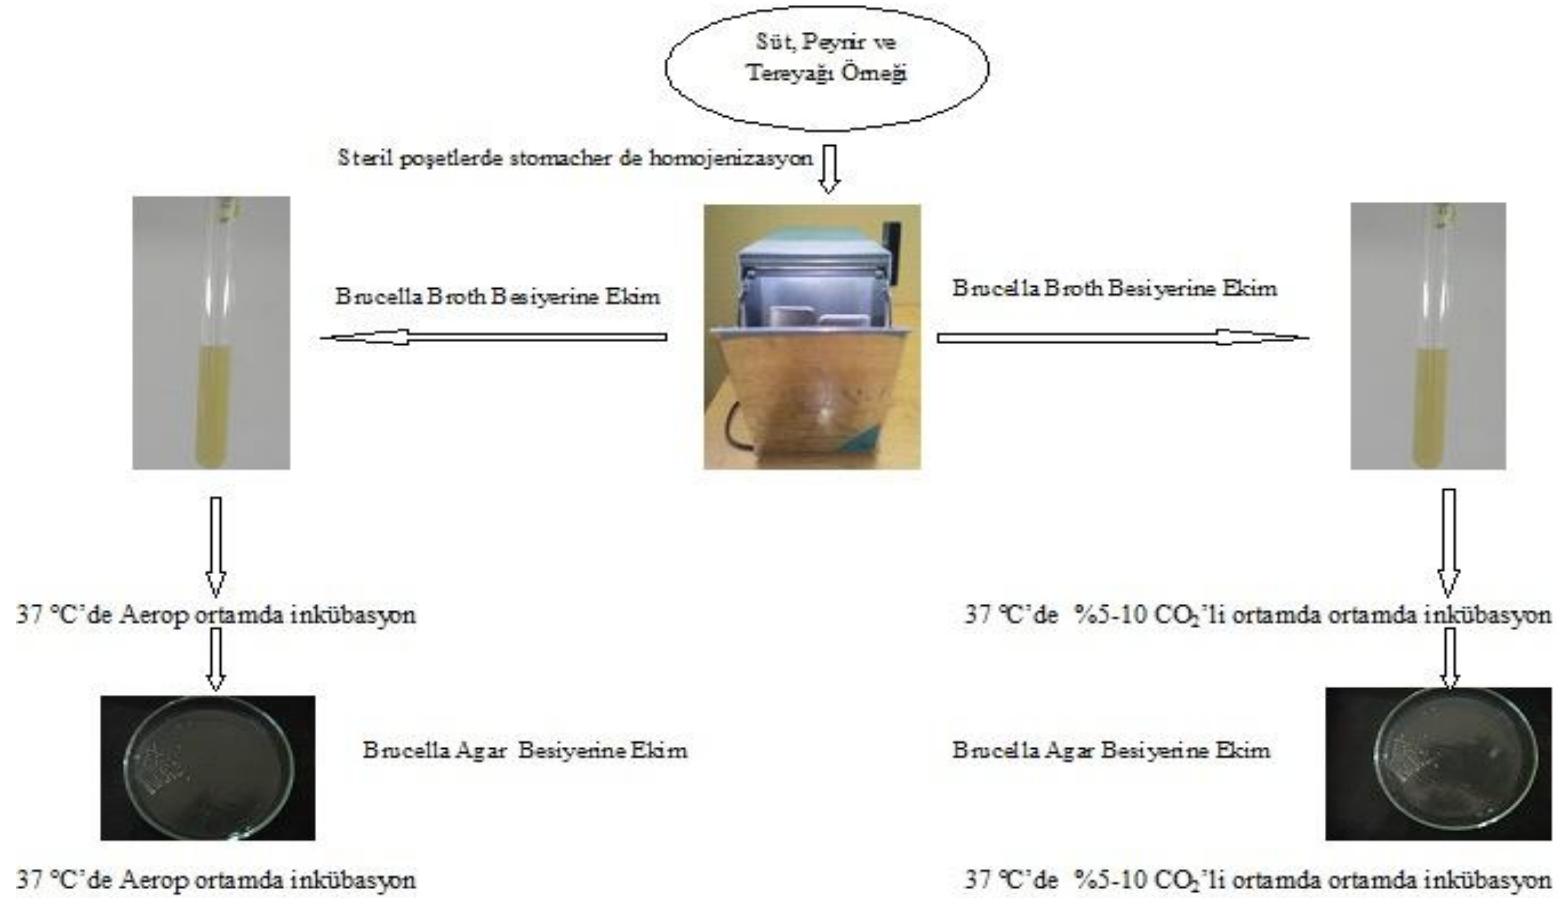 Süt, Peynir ve
Tereyağı Örneği
Steril poşetlerde stomacher de homojenizasyon
Brucella Broth Besiyerine Ekim
Brucella Broth Besiyerine Ekim
37 °C’de Aerop ortamda inkübasyon
37 °C’de %5-10 CO₂’li ortamda ortamda inkübasyon
Brucella Agar Besiyerine Ekim
Brucella Agar Besiyerine Ekim
37 °C’de Aerop ortamda inkübasyon
37 °C’de %5-10 CO₂’li ortamda ortamda inkübasyon